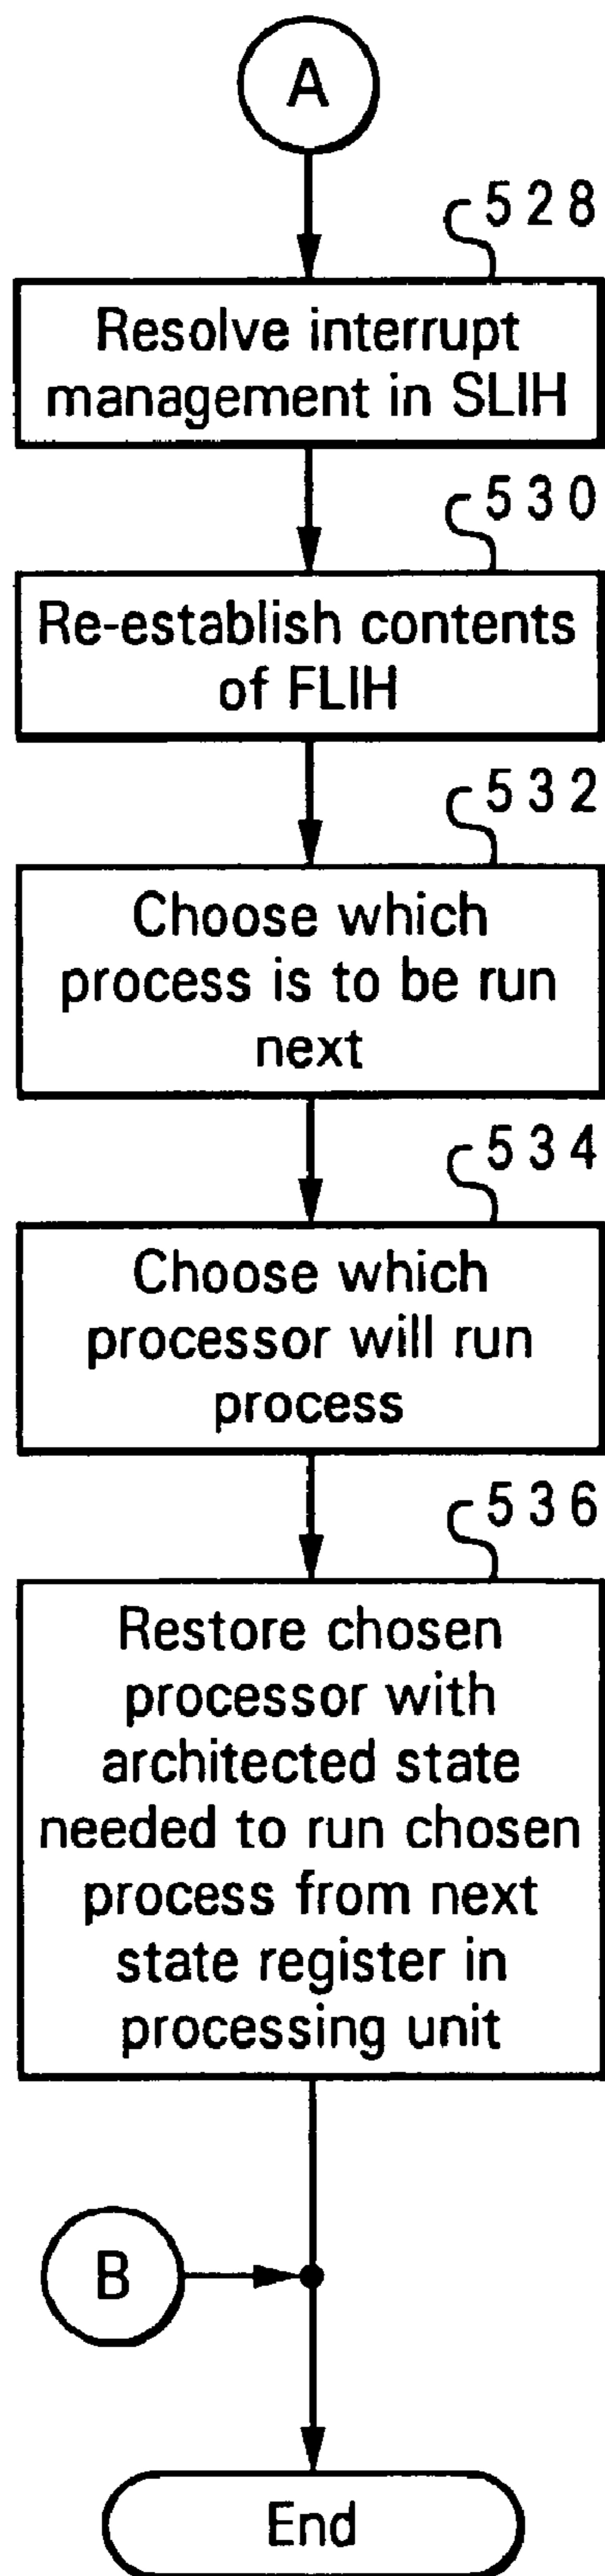 A
528
Resolve interrupt
management in SLIH
530
Re-establish contents
of FLIH
532
Choose which
process is to be run
next
534
Choose which
processor will run
process
536
Restore chosen
processor with
architected state
needed to run chosen
process from next
state register in
processing unit
B
End